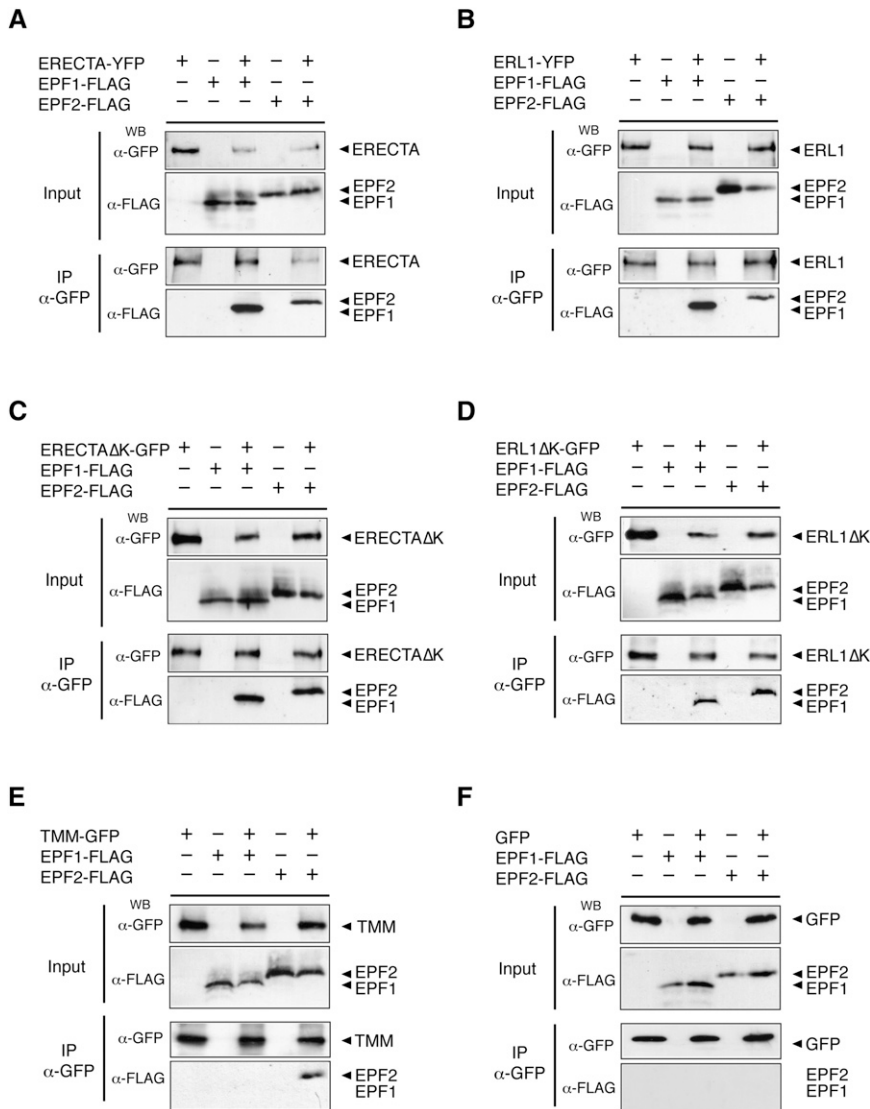 A
ERECTA-YFP + – + – +
EPF1-FLAG – + + – –
EPF2-FLAG – – – + +
WB
Input
α-GFP ◄ ERECTA
α-FLAG ◄ EPF2
◄ EPF1
IP
α-GFP
α-GFP ◄ ERECTA
α-FLAG ◄ EPF2
◄ EPF1
B
ERL1-YFP + – + – +
EPF1-FLAG – + + – –
EPF2-FLAG – – – + +
WB
Input
α-GFP ◄ ERL1
α-FLAG ◄ EPF2
◄ EPF1
IP
α-GFP
α-GFP ◄ ERL1
α-FLAG ◄ EPF2
◄ EPF1
C
ERECTAΔK-GFP + – + – +
EPF1-FLAG – + + – –
EPF2-FLAG – – – + +
WB
Input
α-GFP ◄ ERECTAΔK
α-FLAG ◄ EPF2
◄ EPF1
IP
α-GFP
α-GFP ◄ ERECTAΔK
α-FLAG ◄ EPF2
◄ EPF1
D
ERL1ΔK-GFP + – + – +
EPF1-FLAG – + + – –
EPF2-FLAG – – – + +
WB
Input
α-GFP ◄ ERL1ΔK
α-FLAG ◄ EPF2
◄ EPF1
IP
α-GFP
α-GFP ◄ ERL1ΔK
α-FLAG ◄ EPF2
◄ EPF1
E
TMM-GFP + – + – +
EPF1-FLAG – + + – –
EPF2-FLAG – – – + +
WB
Input
α-GFP ◄ TMM
α-FLAG ◄ EPF2
◄ EPF1
IP
α-GFP
α-GFP ◄ TMM
α-FLAG ◄ EPF2
EPF1
F
GFP + – + – +
EPF1-FLAG – + + – –
EPF2-FLAG – – – + +
WB
Input
α-GFP ◄ GFP
α-FLAG ◄ EPF2
◄ EPF1
IP
α-GFP
α-GFP ◄ GFP
α-FLAG EPF2
EPF1